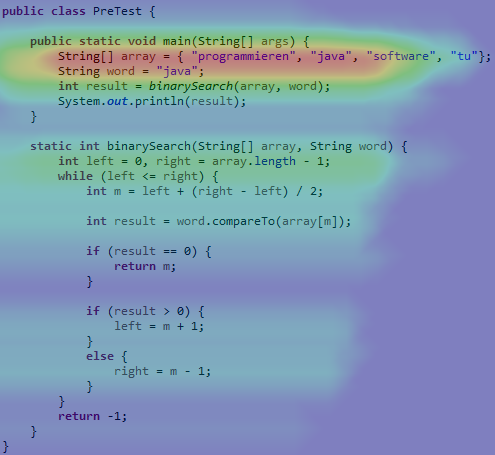 public class PreTest {
public static void main(String[] args) {
String[] array = { "programmieren", "java", "software", "tu"};
String word = "java";
int result = binarySearch(array, word);
System.out.println(result);
}
static int binarySearch(String[] array, String word) {
int left = 0, right = array.length - 1;
while (left <= right) {
int m = left + (right - left) / 2;
int result = word.compareTo(array[m]);
if (result == 0) {
return m;
}
if (result > 0) {
left = m + 1;
}
else {
right = m - 1;
}
}
return -1;
}
}